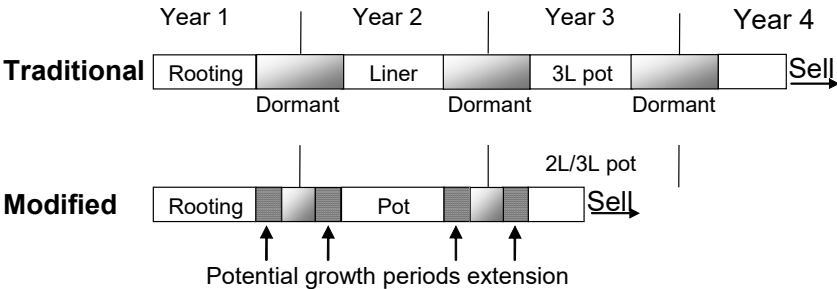 Year 1 Year 2 Year 3 Year 4
Traditional Rooting Liner 3L pot Sell
Dormant Dormant Dormant
2L/3L pot
Modified Rooting Pot Sell
Potential growth periods extension